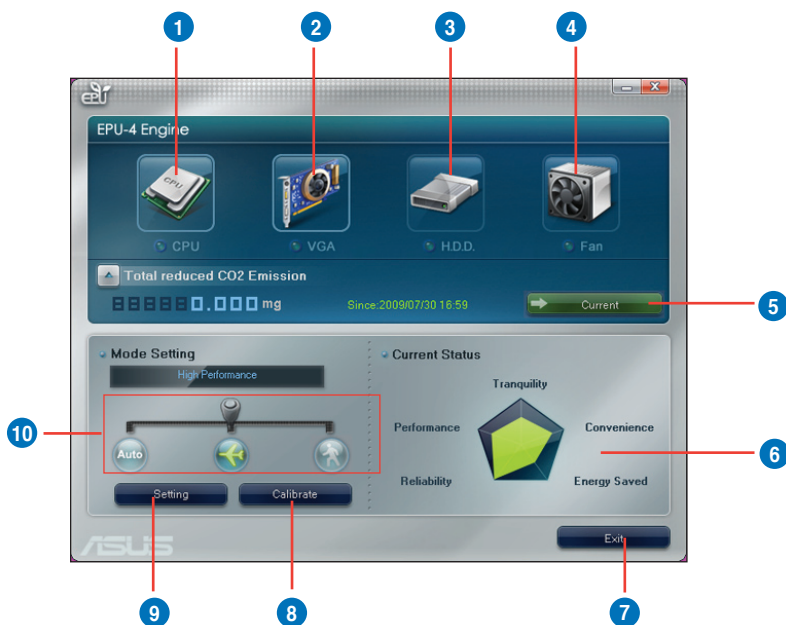 1 2 3 4
EPU
EPU-4 Engine
CPU
CPU VGA H.D.D. Fan
Total reduced CO2 Emission
0.000 mg Since:2009/07/30 16:59 Current 5
Mode Setting Current Status
High Performance
Tranquility
10 Performance Convenience
Auto 6
Reliability Energy Saved
Setting Calibrate
ASUS Exit
9 8 7